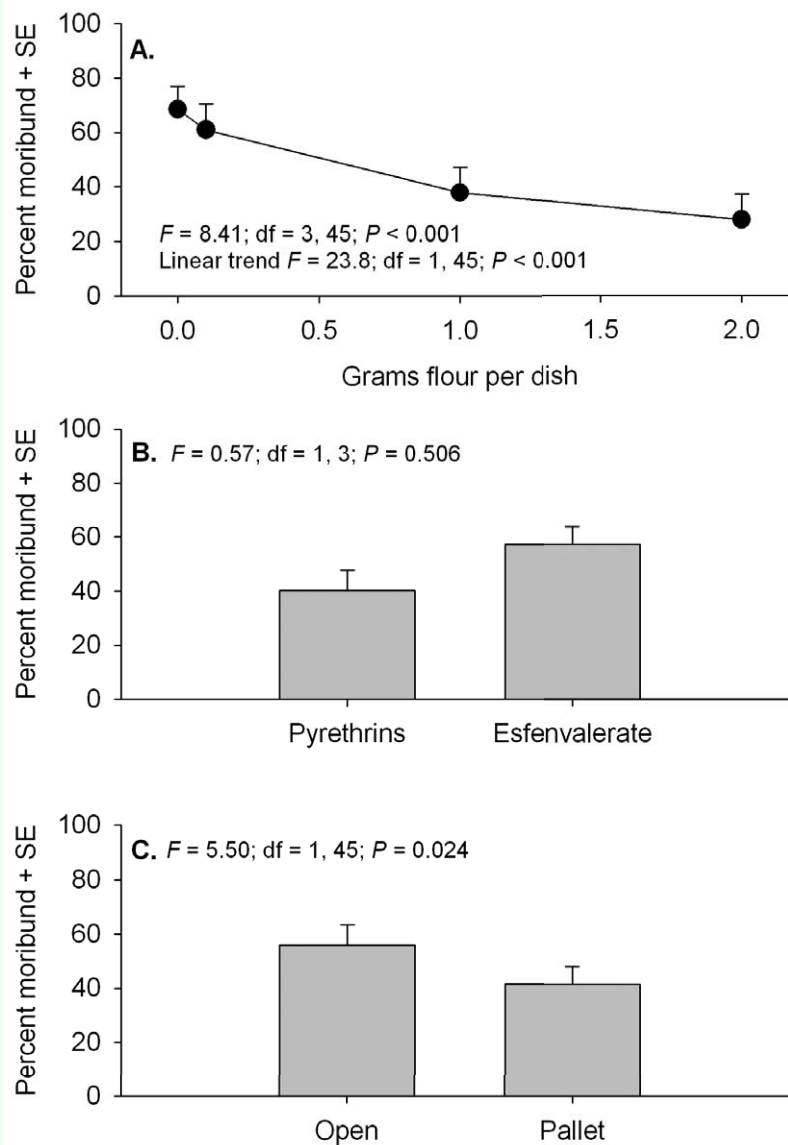 Percent moribund + SE
100
80
60
40
20
0
A.
F = 8.41; df = 3, 45; P < 0.001
Linear trend F = 23.8; df = 1, 45; P < 0.001
0.0 0.5 1.0 1.5 2.0
Grams flour per dish
Percent moribund + SE
100
80
60
40
20
0
B. F = 0.57; df = 1, 3; P = 0.506
Pyrethrins Esfenvalerate
Percent moribund + SE
100
80
60
40
20
0
C. F = 5.50; df = 1, 45; P = 0.024
Open Pallet